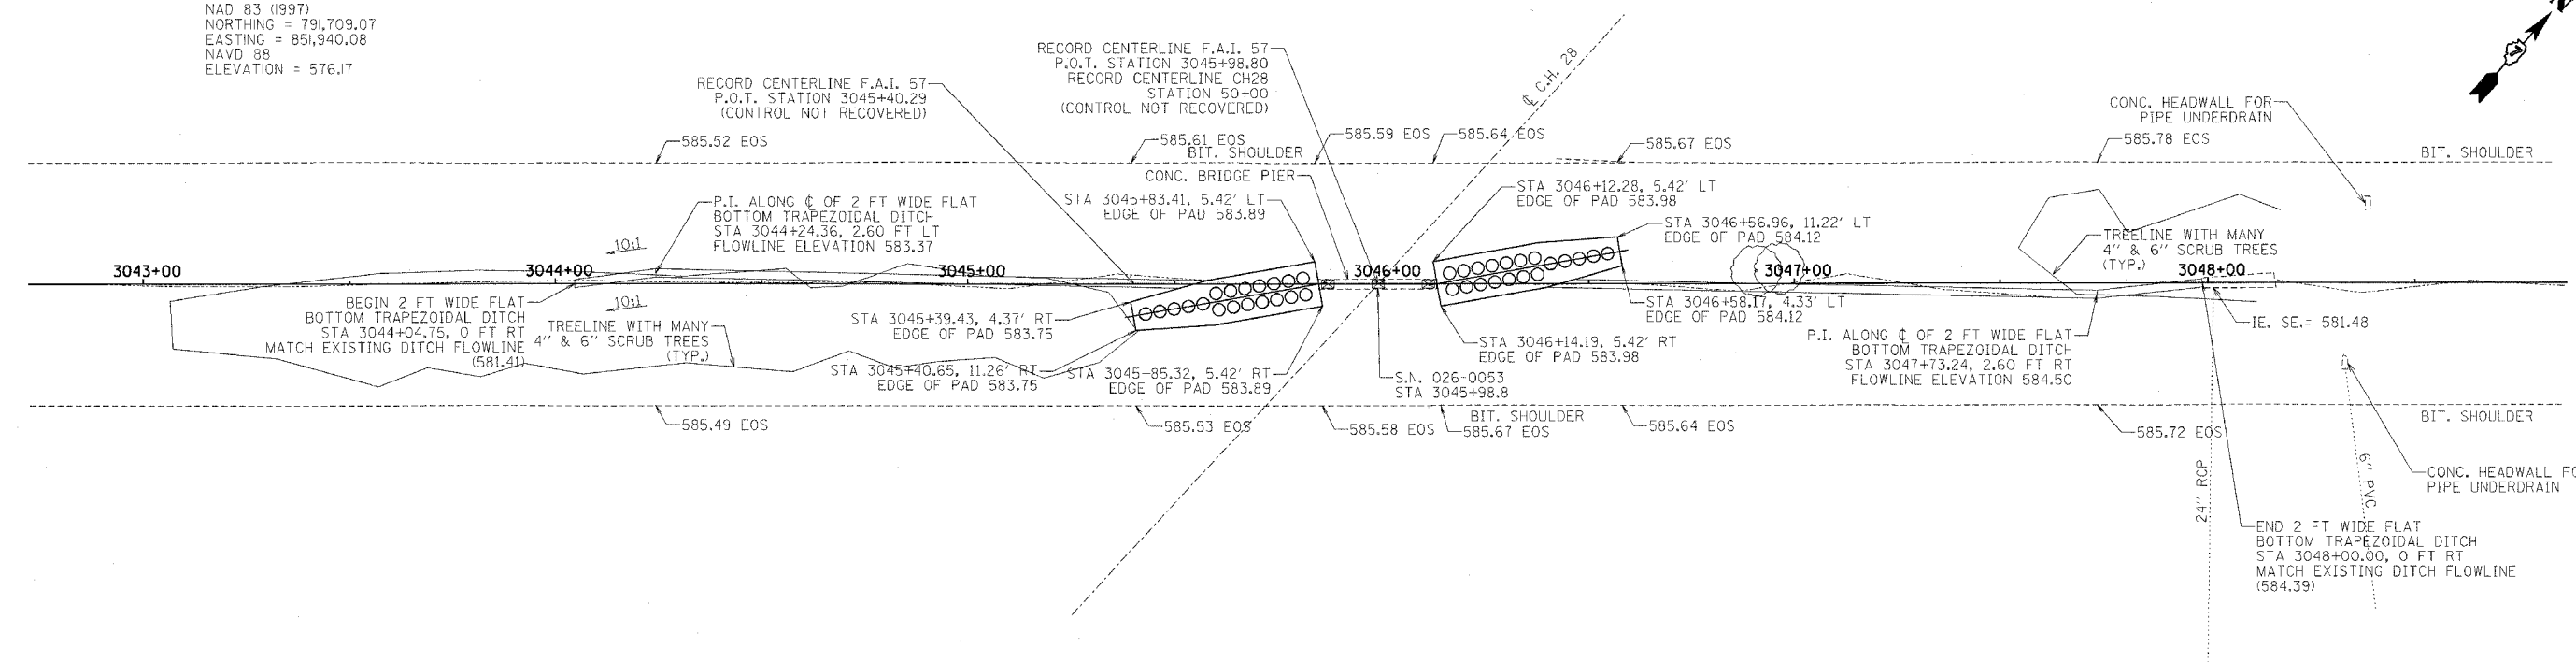 NAD 83 (1997)
NORTHING = 791,709.07
EASTING = 851,940.08
NAVD 88
ELEVATION = 576.17
RECORD CENTERLINE F.A.I. 57
P.O.T. STATION 3045+40.29
(CONTROL NOT RECOVERED)
RECORD CENTERLINE F.A.I. 57
P.O.T. STATION 3045+98.80
RECORD CENTERLINE CH28
STATION 50+00
(CONTROL NOT RECOVERED)
℄ C.H. 28
N
CONC. HEADWALL FOR
PIPE UNDERDRAIN
585.52 EOS
585.61 EOS
BIT. SHOULDER
585.59 EOS
585.64 EOS
585.67 EOS
585.78 EOS
BIT. SHOULDER
CONC. BRIDGE PIER
P.I. ALONG ℄ OF 2 FT WIDE FLAT
BOTTOM TRAPEZOIDAL DITCH
STA 3044+24.36, 2.60 FT LT
FLOWLINE ELEVATION 583.37
STA 3045+83.41, 5.42' LT
EDGE OF PAD 583.89
STA 3046+12.28, 5.42' LT
EDGE OF PAD 583.98
STA 3046+56.96, 11.22' LT
EDGE OF PAD 584.12
TREELINE WITH MANY
4" & 6" SCRUB TREES
(TYP.)
10:1
3043+00
3044+00
3045+00
3046+00
3047+00
3048+00
10:1
BEGIN 2 FT WIDE FLAT
BOTTOM TRAPEZOIDAL DITCH
STA 3044+04.75, 0 FT RT
MATCH EXISTING DITCH FLOWLINE
(581.41)
TREELINE WITH MANY
4" & 6" SCRUB TREES
(TYP.)
STA 3045+39.43, 4.37' RT
EDGE OF PAD 583.75
STA 3045+40.65, 11.26' RT
EDGE OF PAD 583.75
STA 3045+85.32, 5.42' RT
EDGE OF PAD 583.89
S.N. 026-0053
STA 3045+98.8
STA 3046+14.19, 5.42' RT
EDGE OF PAD 583.98
STA 3046+58.17, 4.33' LT
EDGE OF PAD 584.12
P.I. ALONG ℄ OF 2 FT WIDE FLAT
BOTTOM TRAPEZOIDAL DITCH
STA 3047+73.24, 2.60 FT RT
FLOWLINE ELEVATION 584.50
IE. SE.= 581.48
585.49 EOS
585.53 EOS
585.58 EOS
BIT. SHOULDER
585.67 EOS
585.64 EOS
585.72 EOS
BIT. SHOULDER
24" RCP
6" PVC
CONC. HEADWALL FO
PIPE UNDERDRAIN
END 2 FT WIDE FLAT
BOTTOM TRAPEZOIDAL DITCH
STA 3048+00.00, 0 FT RT
MATCH EXISTING DITCH FLOWLINE
(584.39)